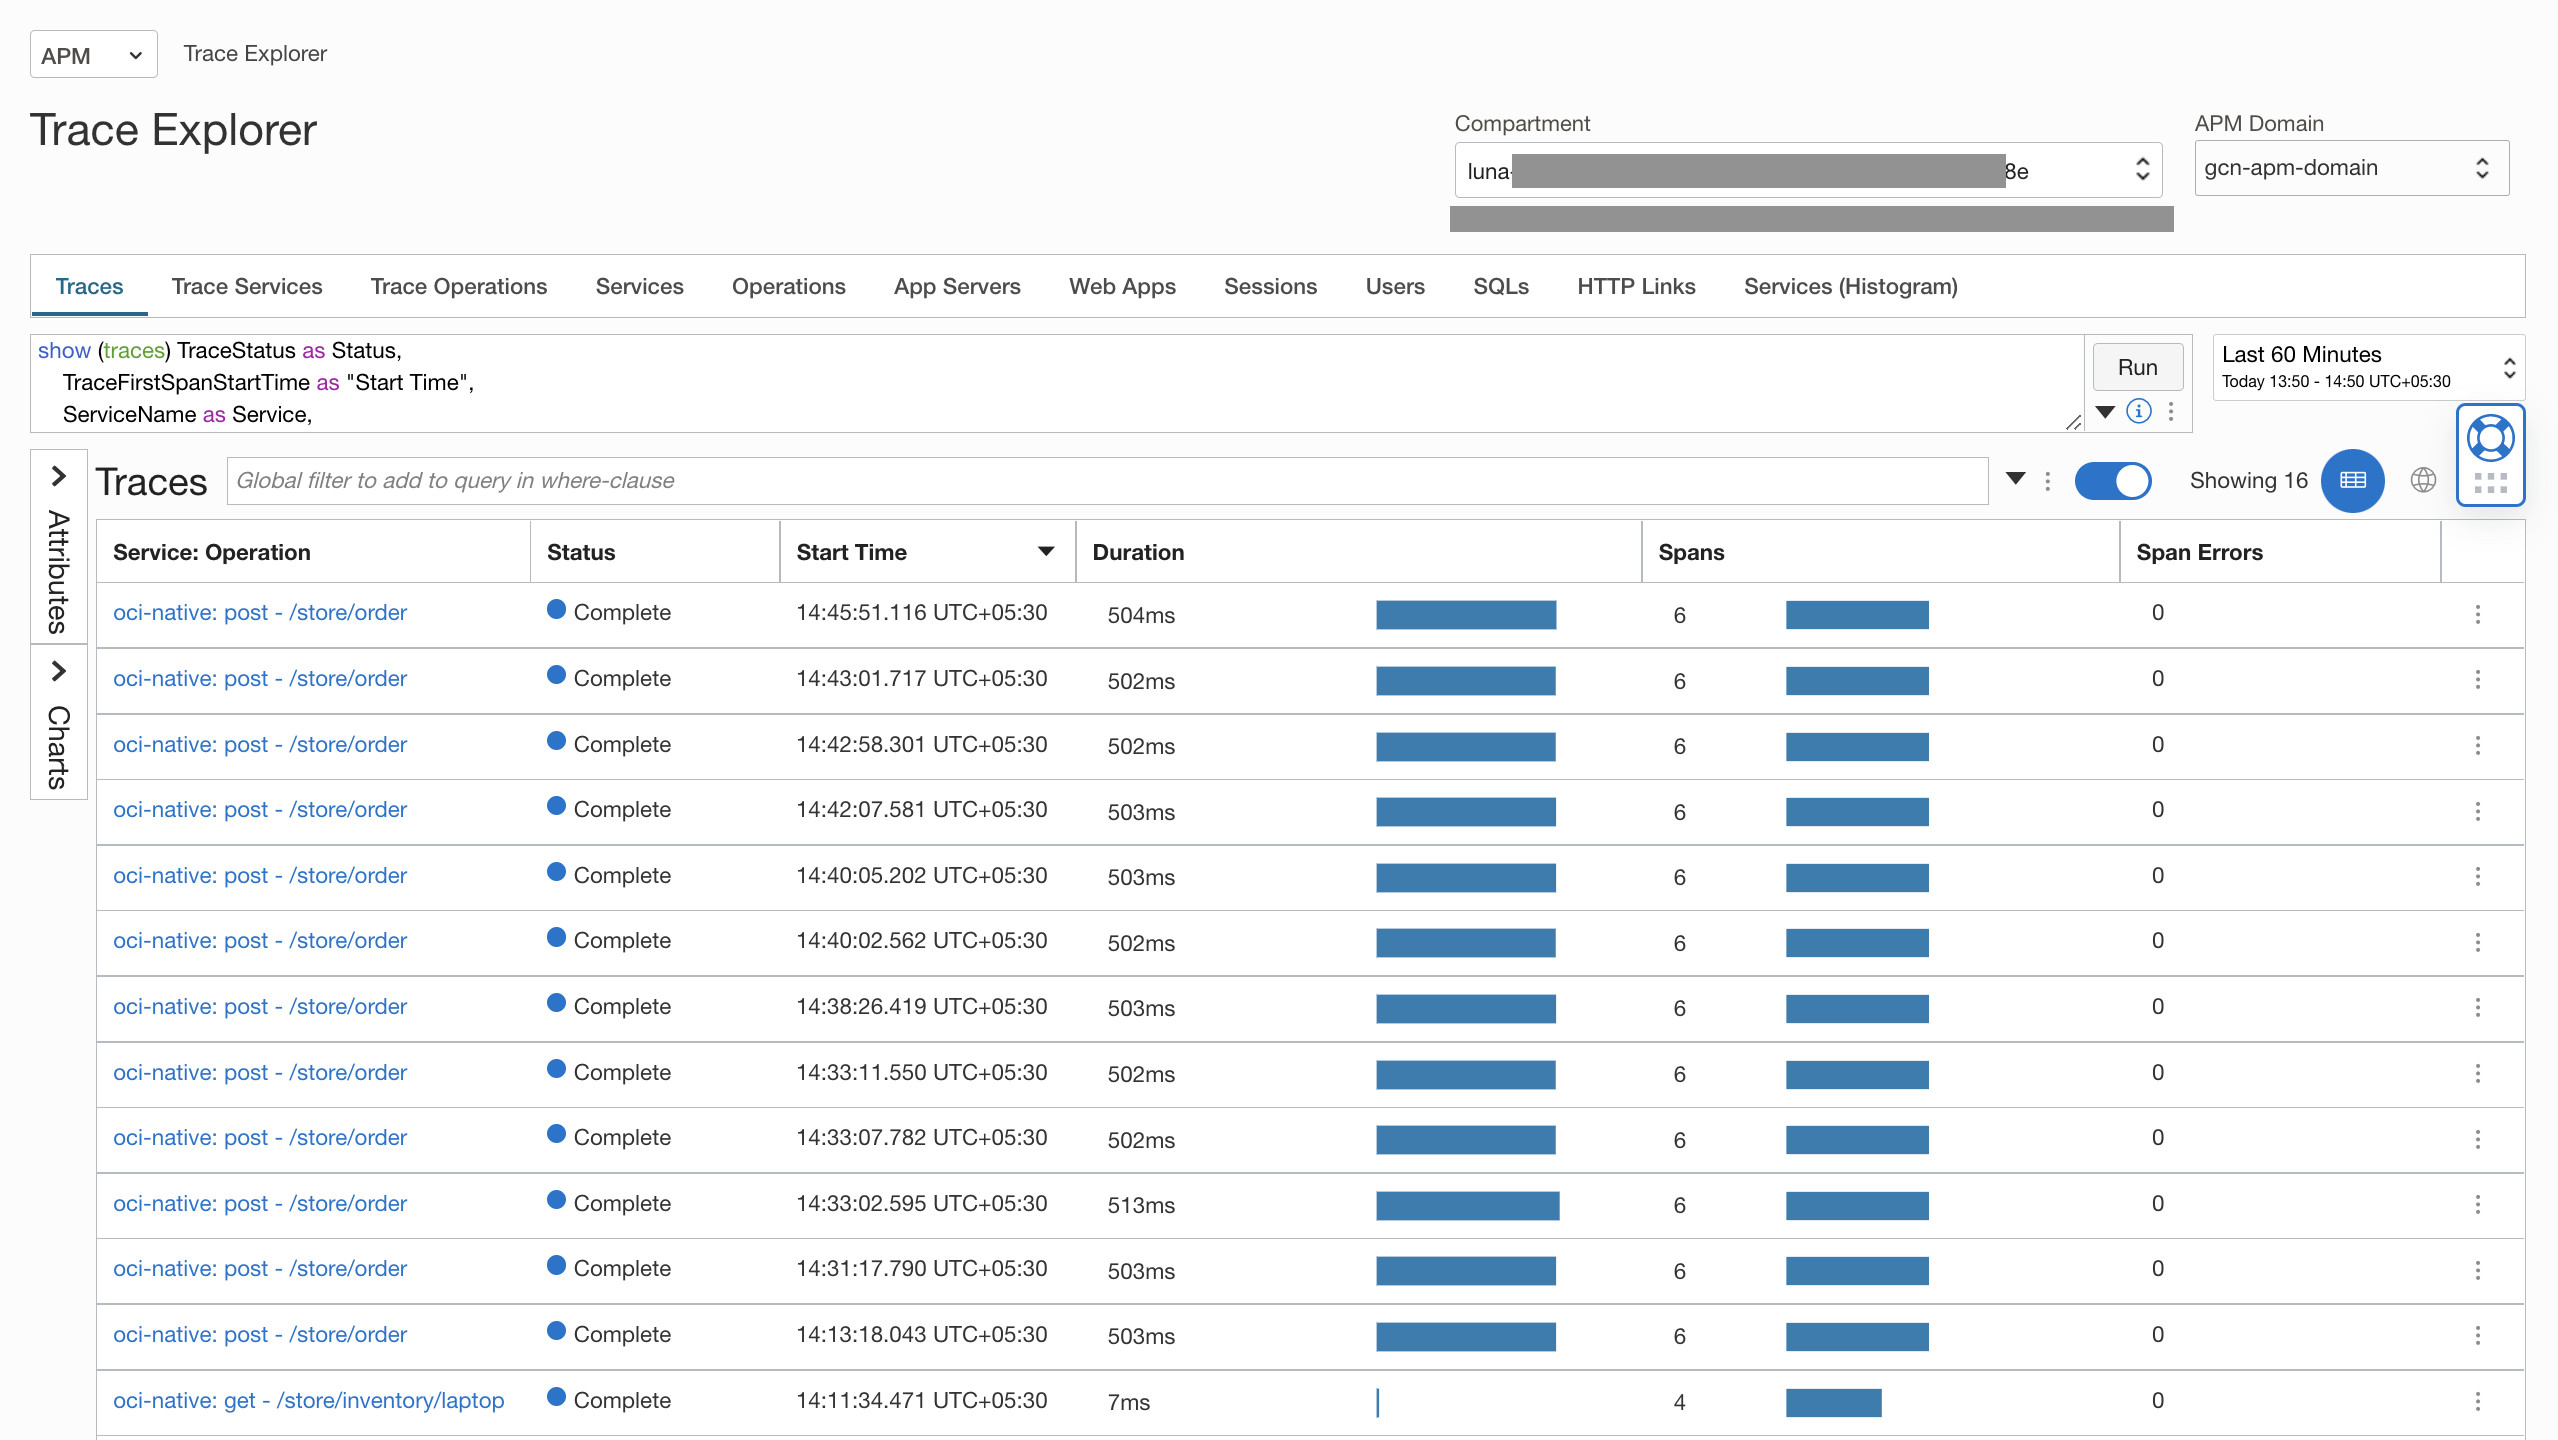 APM
Trace Explorer
Trace Explorer
Compartment
luna-
8e
APM Domain
gcn-apm-domain
Traces Trace Services Trace Operations Services Operations App Servers Web Apps Sessions Users SQLs HTTP Links Services (Histogram)
show (traces) TraceStatus as Status,
TraceFirstSpanStartTime as "Start Time",
ServiceName as Service,
Run
Last 60 Minutes
Today 13:50 - 14:50 UTC+05:30
Attributes
Charts
Traces Global filter to add to query in where-clause Showing 16
Service: Operation Status Start Time Duration Spans Span Errors
oci-native: post - /store/order Complete 14:45:51.116 UTC+05:30 504ms 6 0
oci-native: post - /store/order Complete 14:43:01.717 UTC+05:30 502ms 6 0
oci-native: post - /store/order Complete 14:42:58.301 UTC+05:30 502ms 6 0
oci-native: post - /store/order Complete 14:42:07.581 UTC+05:30 503ms 6 0
oci-native: post - /store/order Complete 14:40:05.202 UTC+05:30 503ms 6 0
oci-native: post - /store/order Complete 14:40:02.562 UTC+05:30 502ms 6 0
oci-native: post - /store/order Complete 14:38:26.419 UTC+05:30 503ms 6 0
oci-native: post - /store/order Complete 14:33:11.550 UTC+05:30 502ms 6 0
oci-native: post - /store/order Complete 14:33:07.782 UTC+05:30 502ms 6 0
oci-native: post - /store/order Complete 14:33:02.595 UTC+05:30 513ms 6 0
oci-native: post - /store/order Complete 14:31:17.790 UTC+05:30 503ms 6 0
oci-native: post - /store/order Complete 14:13:18.043 UTC+05:30 503ms 6 0
oci-native: get - /store/inventory/laptop Complete 14:11:34.471 UTC+05:30 7ms 4 0